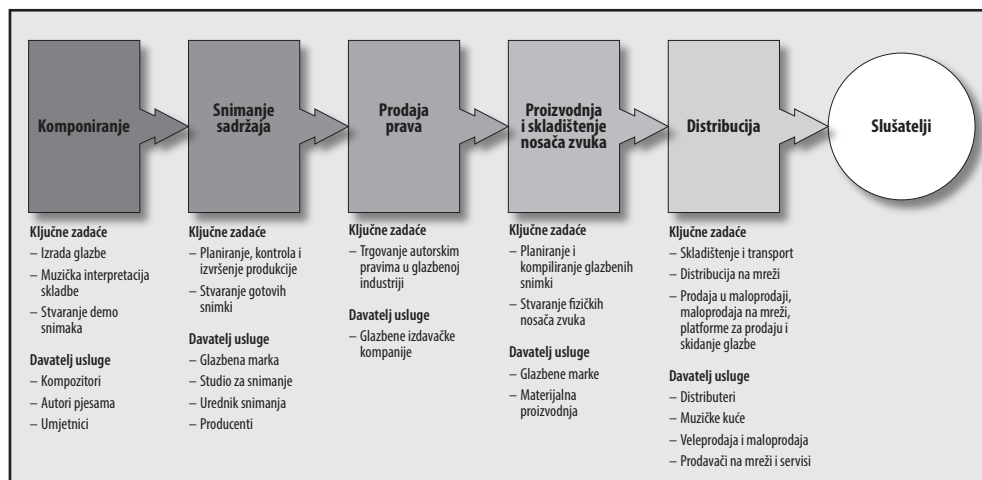 Komponiranje
Snimanje
sadržaja
Prodaja
prava
Proizvodnja
i skladištenje
nosača zvuka
Distribucija
Slušatelji
Ključne zadaće
– Izrada glazbe
– Muzička interpretacija
skladbe
– Stvaranje demo
snimaka
Davatelj usluge
– Kompozitori
– Autori pjesama
– Umjetnici
Ključne zadaće
– Planiranje, kontrola i
izvršenje produkcije
– Stvaranje gotovih
snimki
Davatelj usluge
– Glazbena marka
– Studio za snimanje
– Urednik snimanja
– Producenti
Ključne zadaće
– Trgovanje autorskim
pravima u glazbenoj
industriji
Davatelj usluge
– Glazbene izdavačke
kompanije
Ključne zadaće
– Planiranje i
kompiliranje glazbenih
snimki
– Stvaranje fizičkih
nosača zvuka
Davatelj usluge
– Glazbene marke
– Materijalna
proizvodnja
Ključne zadaće
– Skladištenje i transport
– Distribucija na mreži
– Prodaja u maloprodaji,
maloprodaja na mreži,
platforme za prodaju i
skidanje glazbe
Davatelj usluge
– Distributeri
– Muzičke kuće
– Veleprodaja i maloprodaja
– Prodavači na mreži i servisi